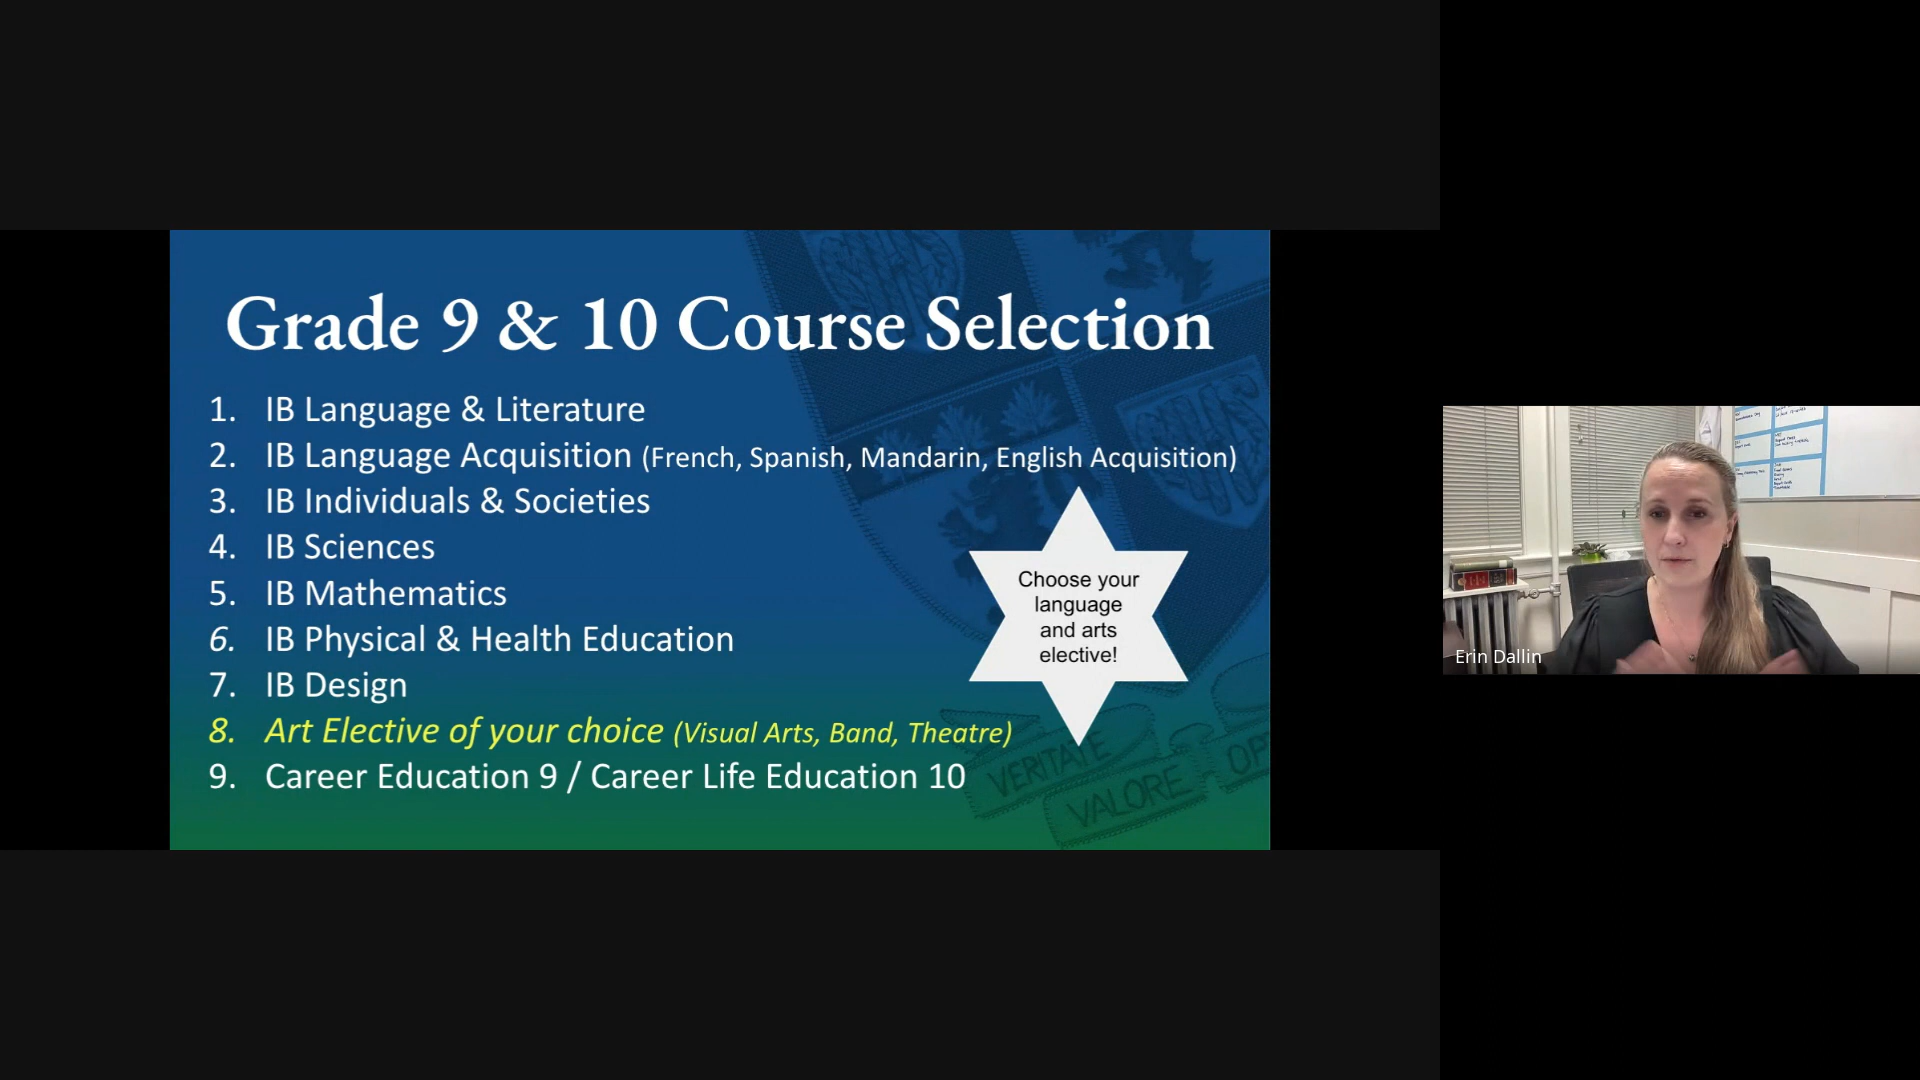 Grade 9 & 10 Course Selection
1. IB Language & Literature
2. IB Language Acquisition (French, Spanish, Mandarin, English Acquisition)
3. IB Individuals & Societies
4. IB Sciences
5. IB Mathematics
6. IB Physical & Health Education
7. IB Design
8. Art Elective of your choice (Visual Arts, Band, Theatre)
9. Career Education 9 / Career Life Education 10
Choose your
language
and arts
elective!
VERITATE
VALORE
Erin Dallin